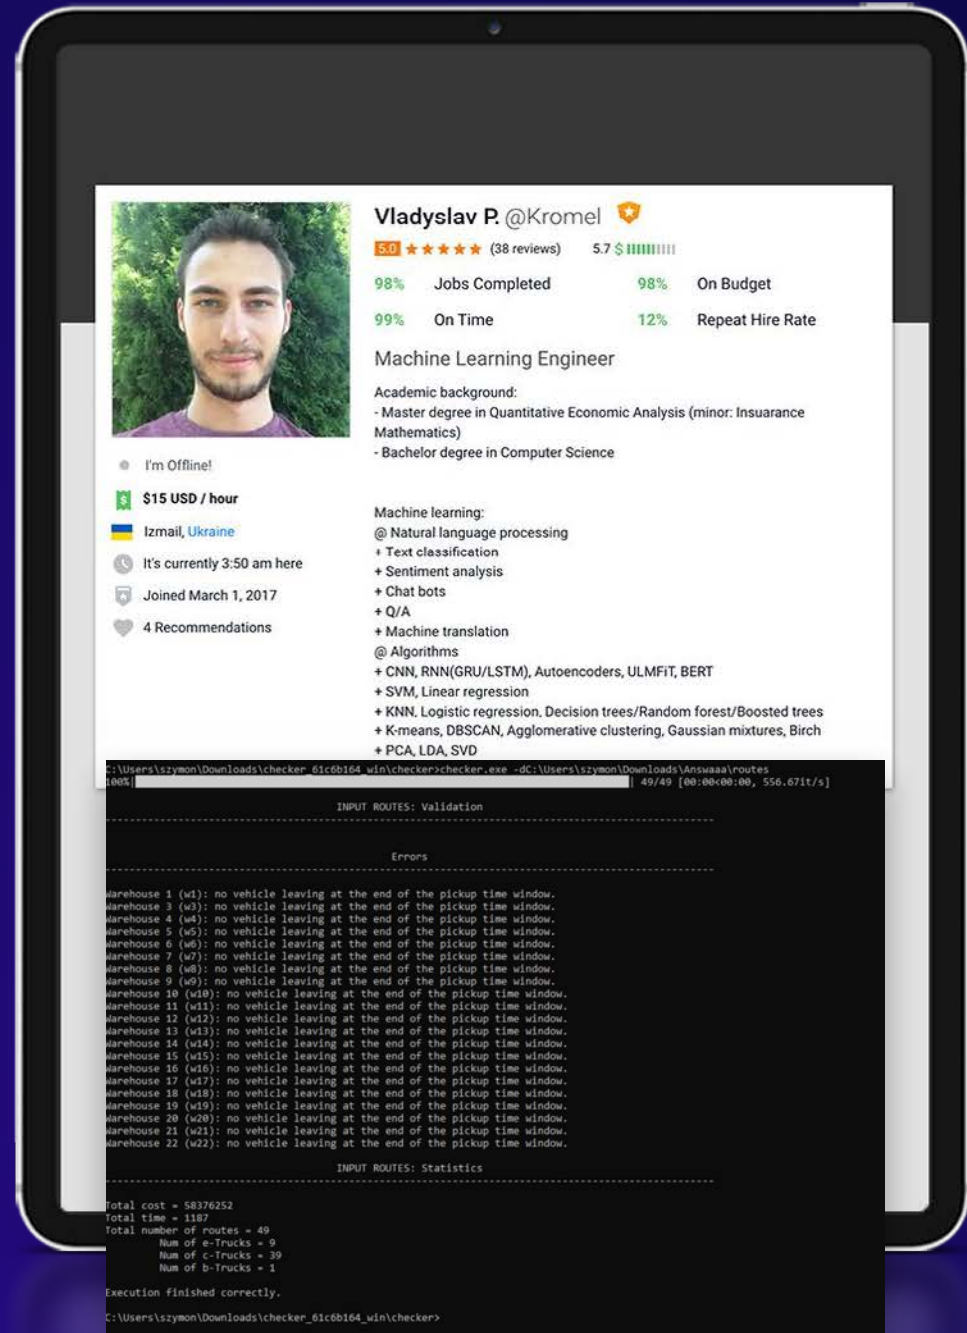 Vladyslav P. @Kromel
5.0 (38 reviews) 5.7 $
98% Jobs Completed 98% On Budget
99% On Time 12% Repeat Hire Rate
Machine Learning Engineer
Academic background:
- Master degree in Quantitative Economic Analysis (minor: Insuarance
Mathematics)
- Bachelor degree in Computer Science
I'm Offline!
$15 USD / hour
Izmail, Ukraine
It's currently 3:50 am here
Joined March 1, 2017
4 Recommendations
Machine learning:
@ Natural language processing
+ Text classification
+ Sentiment analysis
+ Chat bots
+ Q/A
+ Machine translation
@ Algorithms
+ CNN, RNN(GRU/LSTM), Autoencoders, ULMFiT, BERT
+ SVM, Linear regression
+ KNN, Logistic regression, Decision trees/Random forest/Boosted trees
+ K-means, DBSCAN, Agglomerative clustering, Gaussian mixtures, Birch
+ PCA, LDA, SVD
C:\Users\szymon\Downloads\checker_61c6b164_win\checker>checker.exe -dC:\Users\szymon\Downloads\Answaaa\routes
100%| | 49/49 [00:00<00:00, 556.67it/s]
INPUT ROUTES: Validation
Errors
Warehouse 1 (w1): no vehicle leaving at the end of the pickup time window.
Warehouse 3 (w3): no vehicle leaving at the end of the pickup time window.
Warehouse 4 (w4): no vehicle leaving at the end of the pickup time window.
Warehouse 5 (w5): no vehicle leaving at the end of the pickup time window.
Warehouse 6 (w6): no vehicle leaving at the end of the pickup time window.
Warehouse 7 (w7): no vehicle leaving at the end of the pickup time window.
Warehouse 8 (w8): no vehicle leaving at the end of the pickup time window.
Warehouse 9 (w9): no vehicle leaving at the end of the pickup time window.
Warehouse 10 (w10): no vehicle leaving at the end of the pickup time window.
Warehouse 11 (w11): no vehicle leaving at the end of the pickup time window.
Warehouse 12 (w12): no vehicle leaving at the end of the pickup time window.
Warehouse 13 (w13): no vehicle leaving at the end of the pickup time window.
Warehouse 14 (w14): no vehicle leaving at the end of the pickup time window.
Warehouse 15 (w15): no vehicle leaving at the end of the pickup time window.
Warehouse 16 (w16): no vehicle leaving at the end of the pickup time window.
Warehouse 17 (w17): no vehicle leaving at the end of the pickup time window.
Warehouse 18 (w18): no vehicle leaving at the end of the pickup time window.
Warehouse 19 (w19): no vehicle leaving at the end of the pickup time window.
Warehouse 20 (w20): no vehicle leaving at the end of the pickup time window.
Warehouse 21 (w21): no vehicle leaving at the end of the pickup time window.
Warehouse 22 (w22): no vehicle leaving at the end of the pickup time window.
INPUT ROUTES: Statistics
Total cost = 58376252
Total time = 1187
Total number of routes = 49
Num of e-Trucks = 9
Num of c-Trucks = 39
Num of b-Trucks = 1
Execution finished correctly.
C:\Users\szymon\Downloads\checker_61c6b164_win\checker>